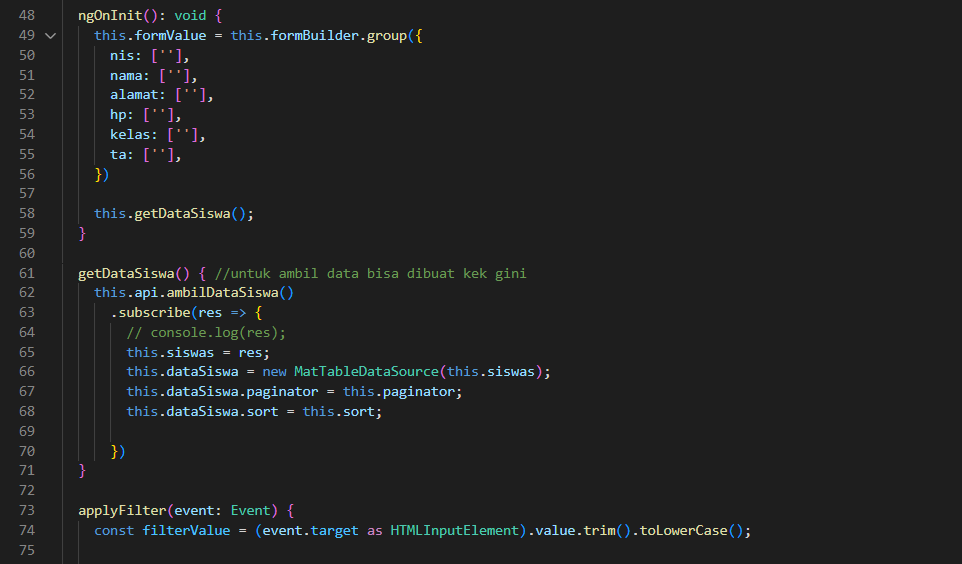 48 ngOnInit(): void {
49 this.formValue = this.formBuilder.group({
50 nis: [''],
51 nama: [''],
52 alamat: [''],
53 hp: [''],
54 kelas: [''],
55 ta: [''],
56 })
57
58 this.getDataSiswa();
59 }
60
61 getDataSiswa() { //untuk ambil data bisa dibuat kek gini
62 this.api.ambilDataSiswa()
63 .subscribe(res => {
64 // console.log(res);
65 this.siswas = res;
66 this.dataSiswa = new MatTableDataSource(this.siswas);
67 this.dataSiswa.paginator = this.paginator;
68 this.dataSiswa.sort = this.sort;
69
70 })
71 }
72
73 applyFilter(event: Event) {
74 const filterValue = (event.target as HTMLInputElement).value.trim().toLowerCase();
75